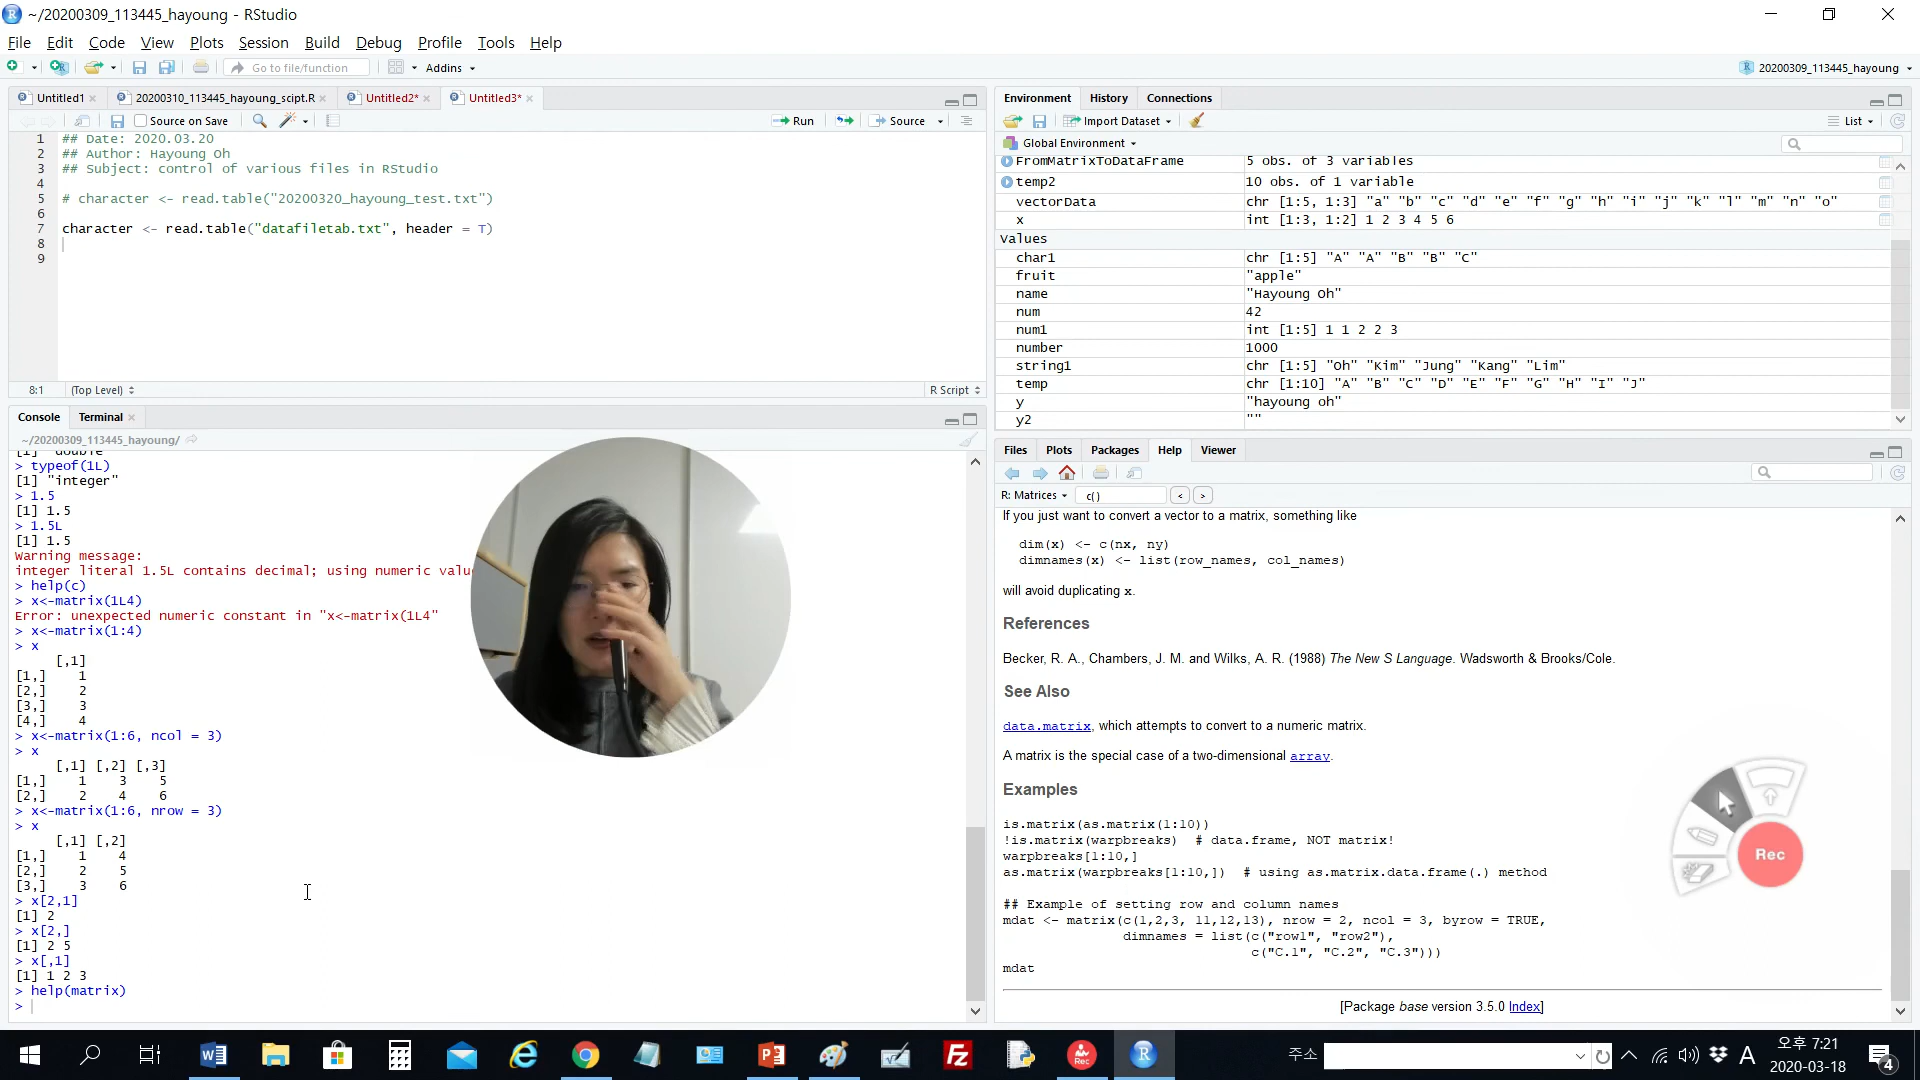 ~/20200309_113445_hayoung - RStudio
File Edit Code View Plots Session Build Debug Profile Tools Help
Go to file/function Addins 20200309_113445_hayoung
Untitled1 20200310_113445_hayoung_scipt.R Untitled2* Untitled3*
Source on Save Run Source
1 ## Date: 2020.03.20
2 ## Author: Hayoung Oh
3 ## Subject: control of various files in RStudio
4
5 # character <- read.table("20200320_hayoung_test.txt")
6
7 character <- read.table("datafiletab.txt", header = T)
8
9
8:1 (Top Level) R Script
Console Terminal
~/20200309_113445_hayoung/
[1] "double"
> typeof(1L)
[1] "integer"
> 1.5
[1] 1.5
> 1.5L
[1] 1.5
Warning message:
integer literal 1.5L contains decimal; using numeric valu
> help(c)
> x<-matrix(1L4)
Error: unexpected numeric constant in "x<-matrix(1L4"
> x<-matrix(1:4)
> x
[,1]
[1,] 1
[2,] 2
[3,] 3
[4,] 4
> x<-matrix(1:6, ncol = 3)
> x
[,1] [,2] [,3]
[1,] 1 3 5
[2,] 2 4 6
> x<-matrix(1:6, nrow = 3)
> x
[,1] [,2]
[1,] 1 4
[2,] 2 5
[3,] 3 6
> x[2,1]
[1] 2
> x[2,]
[1] 2 5
> x[,1]
[1] 1 2 3
> help(matrix)
>
Environment History Connections
Import Dataset List
Global Environment
FromMatrixToDataFrame 5 obs. of 3 variables
temp2 10 obs. of 1 variable
vectorData chr [1:5, 1:3] "a" "b" "c" "d" "e" "f" "g" "h" "i" "j" "k" "l" "m" "n" "o"
x int [1:3, 1:2] 1 2 3 4 5 6
Values
char1 chr [1:5] "A" "A" "B" "B" "C"
fruit "apple"
name "Hayoung Oh"
num 42
num1 int [1:5] 1 1 2 2 3
number 1000
string1 chr [1:5] "Oh" "Kim" "Jung" "Kang" "Lim"
temp chr [1:10] "A" "B" "C" "D" "E" "F" "G" "H" "I" "J"
y "hayoung oh"
y2 ""
Files Plots Packages Help Viewer
R: Matrices c()
If you just want to convert a vector to a matrix, something like
dim(x) <- c(nx, ny)
dimnames(x) <- list(row_names, col_names)
will avoid duplicating x.
References
Becker, R. A., Chambers, J. M. and Wilks, A. R. (1988) The New S Language. Wadsworth & Brooks/Cole.
See Also
data.matrix, which attempts to convert to a numeric matrix.
A matrix is the special case of a two-dimensional array.
Examples
is.matrix(as.matrix(1:10))
!is.matrix(warpbreaks) # data.frame, NOT matrix!
warpbreaks[1:10,]
as.matrix(warpbreaks[1:10,]) # using as.matrix.data.frame(.) method
## Example of setting row and column names
mdat <- matrix(c(1,2,3, 11,12,13), nrow = 2, ncol = 3, byrow = TRUE,
dimnames = list(c("row1", "row2"),
c("C.1", "C.2", "C.3")))
mdat
[Package base version 3.5.0 Index]
Rec
주소 A 오후 7:21
2020-03-18 4